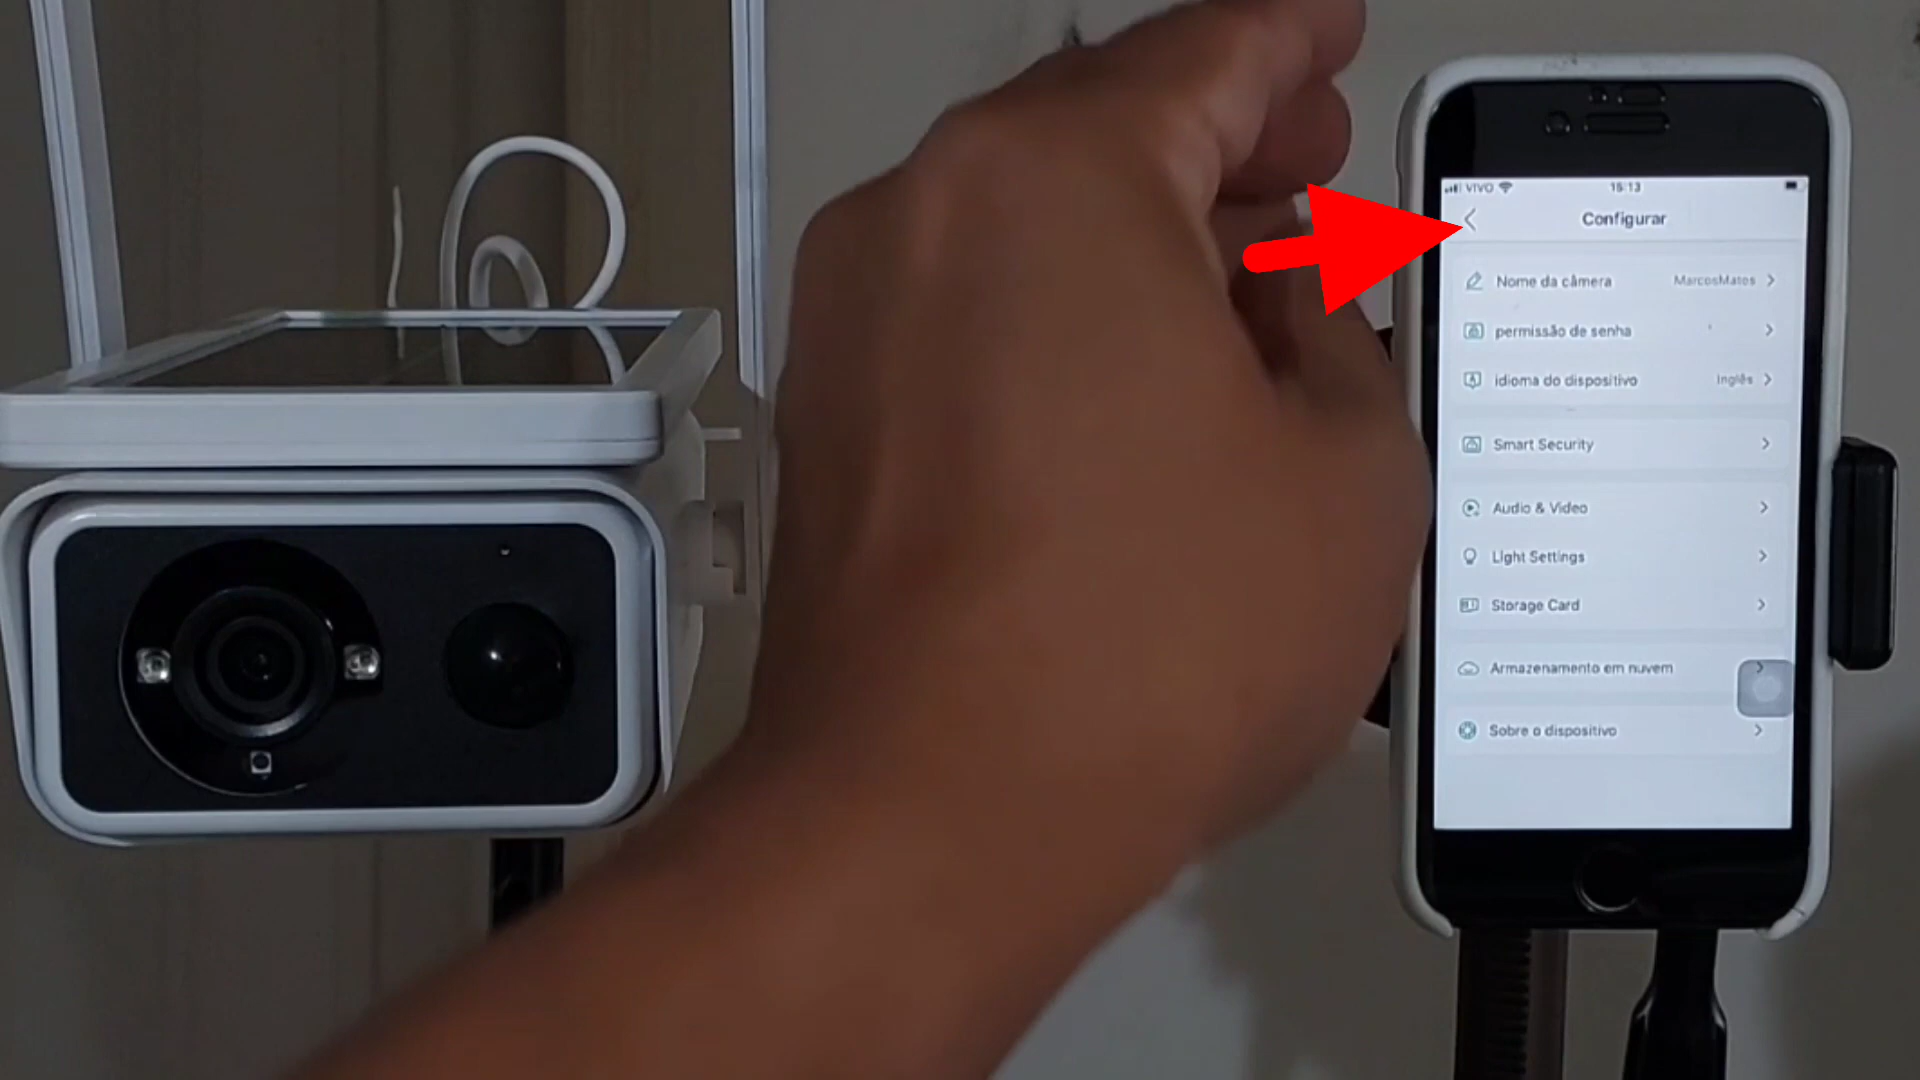 VIVO 15:13
Configurar
Nome da câmera MarcosMatos
permissão de senha
idioma do dispositivo Inglês
Smart Security
Audio & Video
Light Settings
Storage Card
Armazenamento em nuvem
Sobre o dispositivo